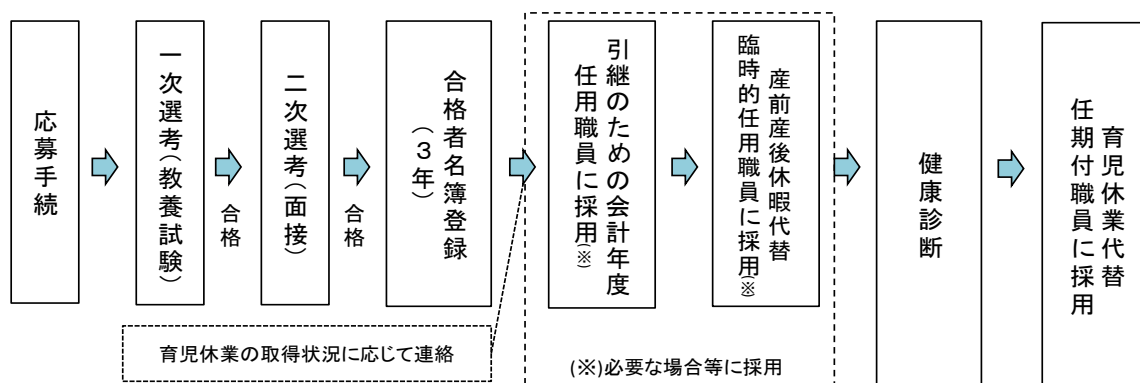 応募手続
一次選考（教養試験）
合格
二次選考（面接）
合格
合格者名簿登録
（３年）
引継のための会計年度
任用職員に採用(※)
産前産後休暇代替
臨時的任用職員に採用(※)
健康診断
育児休業代替
任期付職員に採用
育児休業の取得状況に応じて連絡
(※)必要な場合等に採用